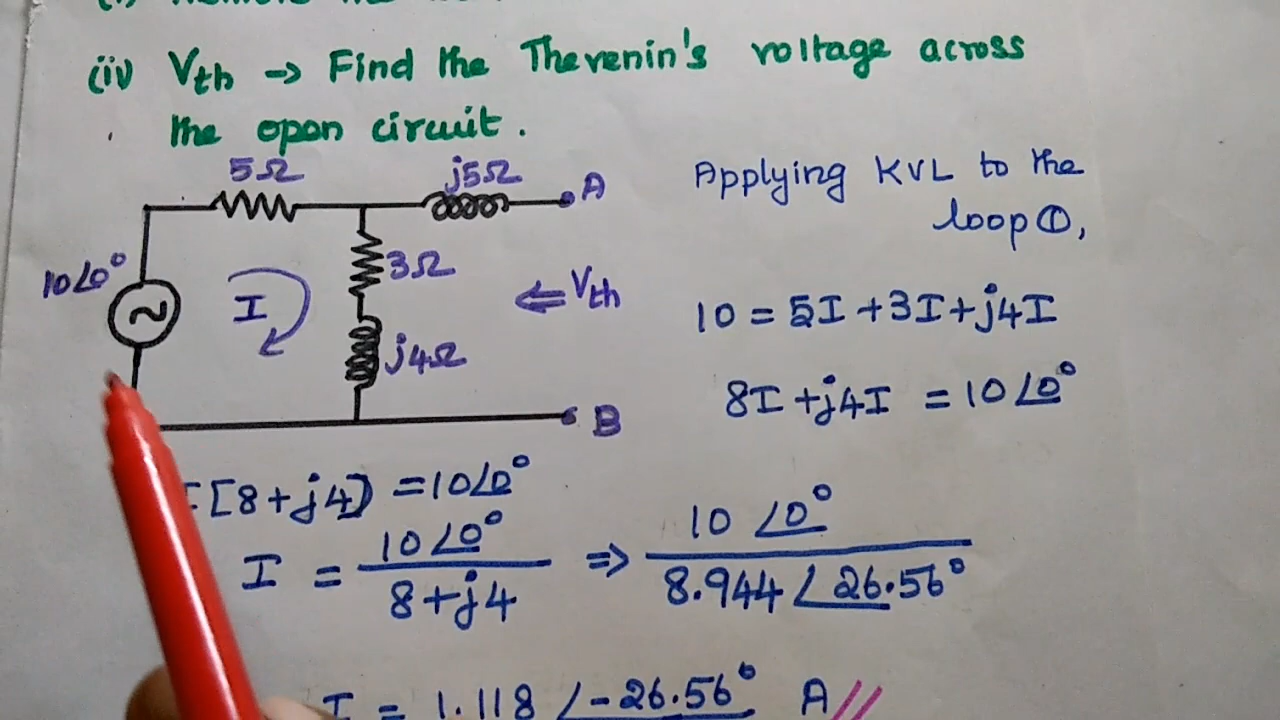 (ii) Vth → Find the Thevenin's voltage across
the open circuit.
5Ω
j5Ω
A
10∠0°
I
3Ω
j4Ω
⇐ Vth
B
Applying KVL to the
loop ①,
10 = 5I + 3I + j4I
8I + j4I = 10∠0°
[8 + j4) = 10∠0°
I = 10∠0° / 8 + j4 ⇒ 10∠0° / 8.944∠26.56°
I = 1.118 ∠-26.56° A //